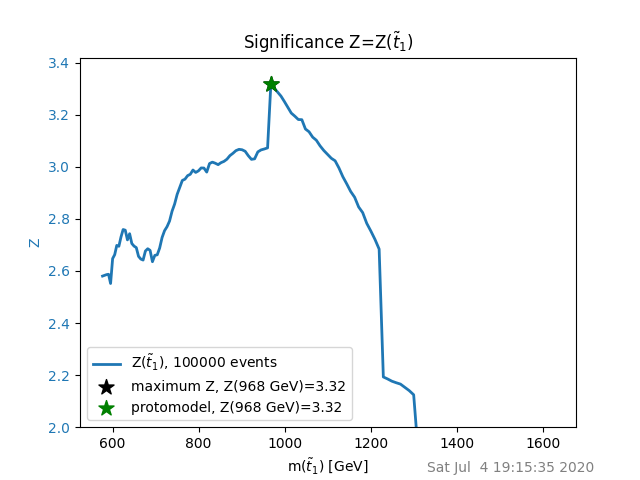 Significance Z=Z(t̃₁)
3.4
3.2
3.0
2.8
2.6
2.4
2.2
2.0
Z
Z(t̃₁), 100000 events
maximum Z, Z(968 GeV)=3.32
protomodel, Z(968 GeV)=3.32
600 800 1000 1200 1400 1600
m(t̃₁) [GeV]
Sat Jul 4 19:15:35 2020